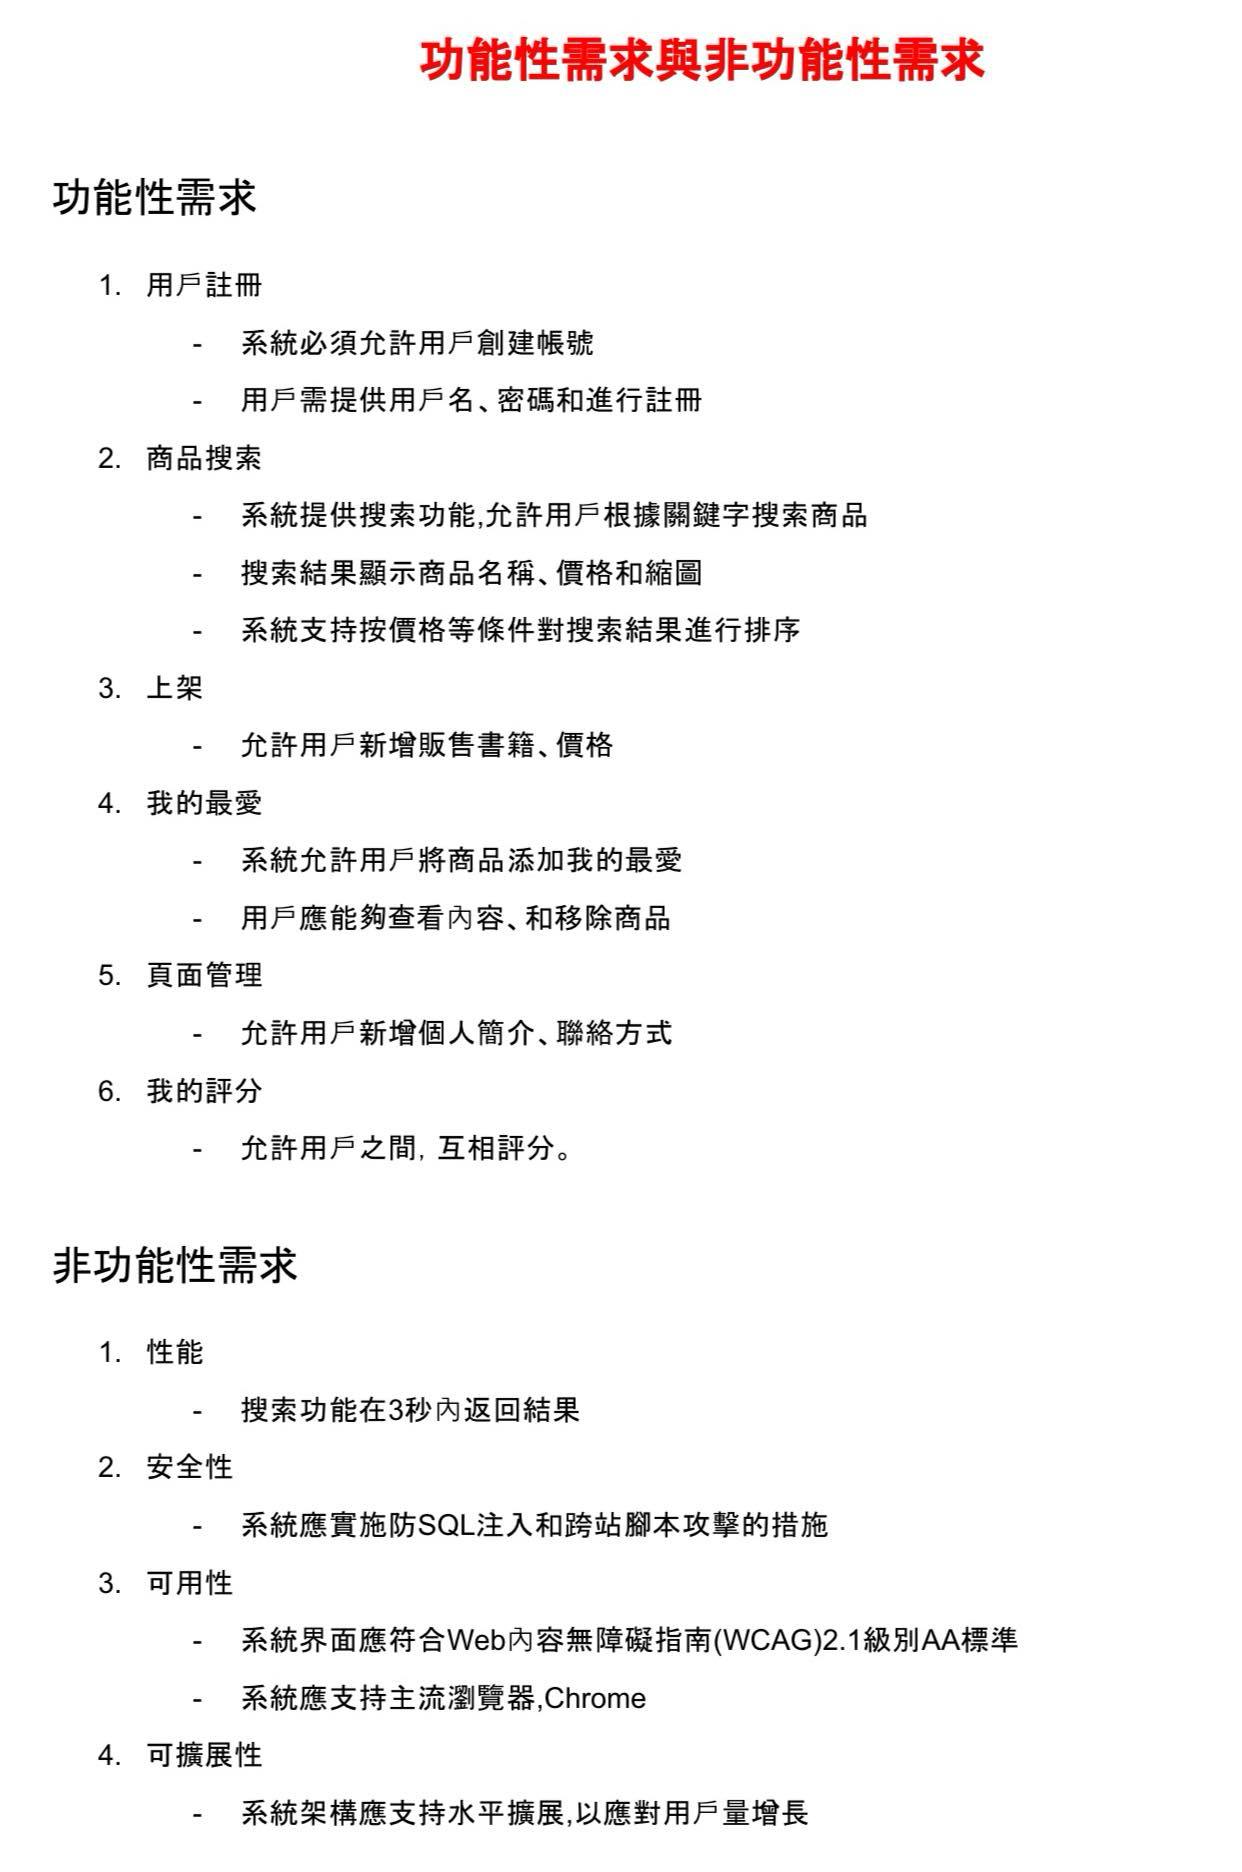 功能性需求與非功能性需求
功能性需求
1. 用戶註冊
- 系統必須允許用戶創建帳號
- 用戶需提供用戶名、密碼和進行註冊
2. 商品搜索
- 系統提供搜索功能,允許用戶根據關鍵字搜索商品
- 搜索結果顯示商品名稱、價格和縮圖
- 系統支持按價格等條件對搜索結果進行排序
3. 上架
- 允許用戶新增販售書籍、價格
4. 我的最愛
- 系統允許用戶將商品添加我的最愛
- 用戶應能夠查看內容、和移除商品
5. 頁面管理
- 允許用戶新增個人簡介、聯絡方式
6. 我的評分
- 允許用戶之間, 互相評分。
非功能性需求
1. 性能
- 搜索功能在3秒內返回結果
2. 安全性
- 系統應實施防SQL注入和跨站腳本攻擊的措施
3. 可用性
- 系統界面應符合Web內容無障礙指南(WCAG)2.1級別AA標準
- 系統應支持主流瀏覽器,Chrome
4. 可擴展性
- 系統架構應支持水平擴展,以應對用戶量增長